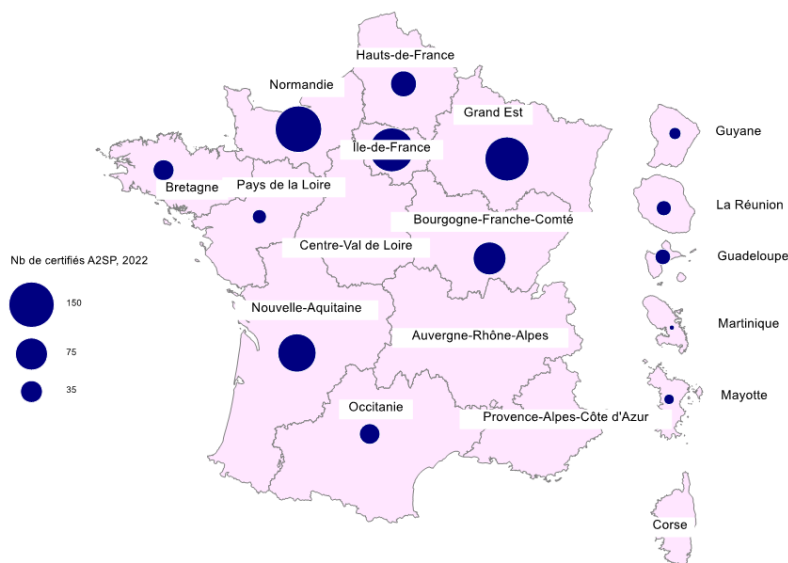 Hauts-de-France
Normandie
Grand Est
Île-de-France
Guyane
Bretagne
Pays de la Loire
La Réunion
Bourgogne-Franche-Comté
Centre-Val de Loire
Guadeloupe
Nb de certifiés A2SP, 2022
150
75
35
Nouvelle-Aquitaine
Auvergne-Rhône-Alpes
Martinique
Mayotte
Occitanie
Provence-Alpes-Côte d'Azur
Corse